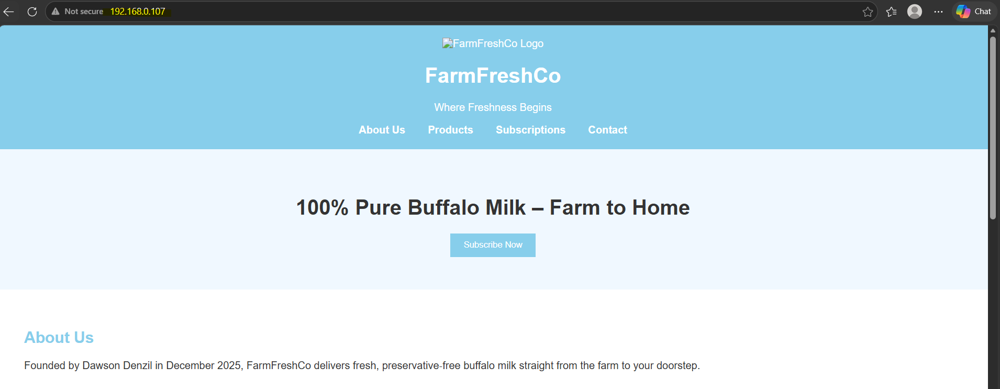 Not secure 192.168.0.107
Chat
FarmFreshCo Logo
FarmFreshCo
Where Freshness Begins
About Us Products Subscriptions Contact
100% Pure Buffalo Milk – Farm to Home
Subscribe Now
About Us
Founded by Dawson Denzil in December 2025, FarmFreshCo delivers fresh, preservative-free buffalo milk straight from the farm to your doorstep.